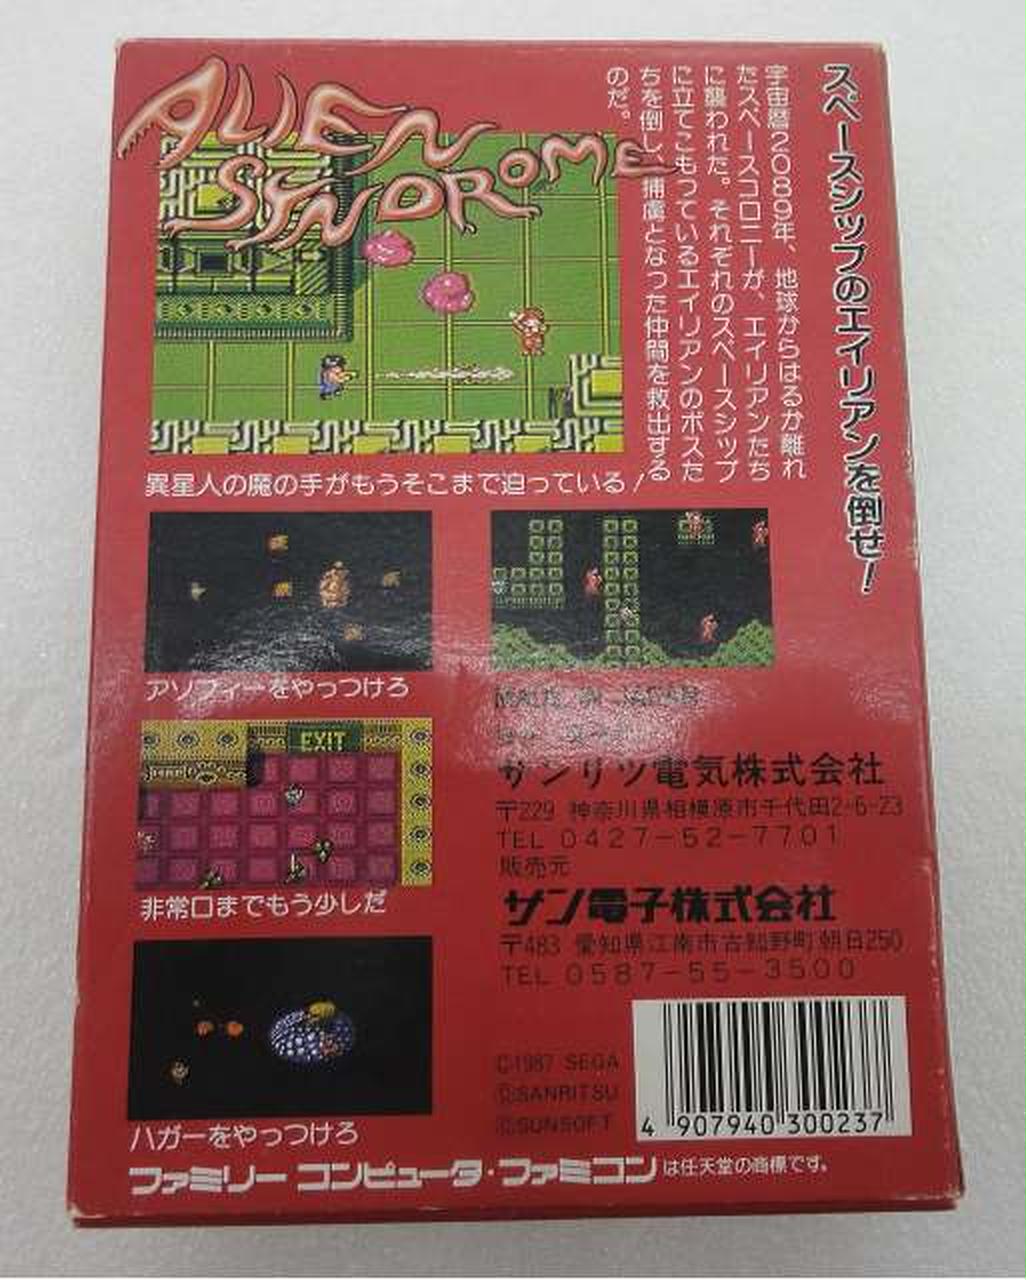 スペースシップのエイリアンを倒せ!
宇宙暦2089年、地球からはるか離れ
たスペースコロニーが、エイリアンたち
に襲われた。それぞれのスペースシップ
に立てこもっているエイリアンのボスた
ちを倒し、捕虜となった仲間を救出する
のだ。
ALIEN
SYNDROME
異星人の魔の手がもうそこまで迫っている!
アソフィーをやっつけろ
EXIT
非常口までもう少しだ
ハガーをやっつけろ
MADE IN JAPAN
サンリツ電気株式会社
〒229 神奈川県相模原市千代田2-6-23
TEL 0427-52-7701
販売元
サン電子株式会社
〒483 愛知県江南市古知野町朝日250
TEL 0587-55-3500
©1987 SEGA
©SANRITSU
©SUNSOFT
4 907940 300237
ファミリーコンピュータ・ファミコンは任天堂の商標です。